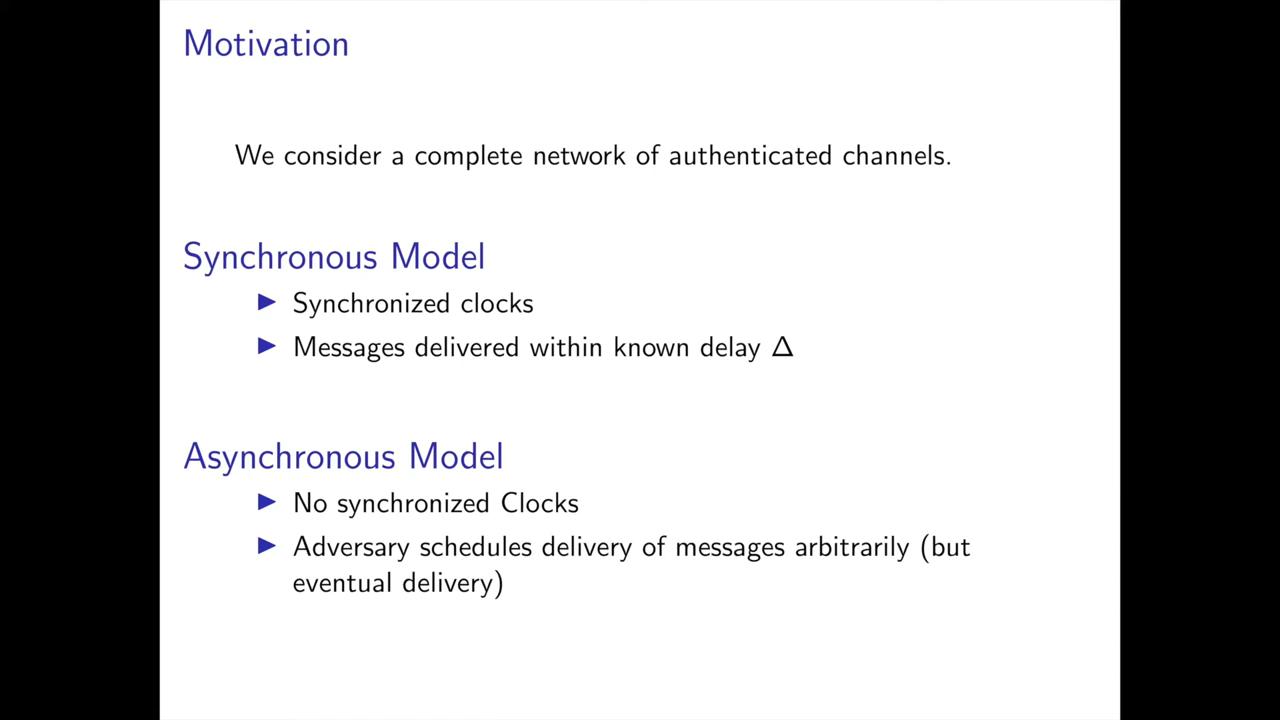 Motivation
We consider a complete network of authenticated channels.
Synchronous Model
Synchronized clocks
Messages delivered within known delay Δ
Asynchronous Model
No synchronized Clocks
Adversary schedules delivery of messages arbitrarily (but
eventual delivery)